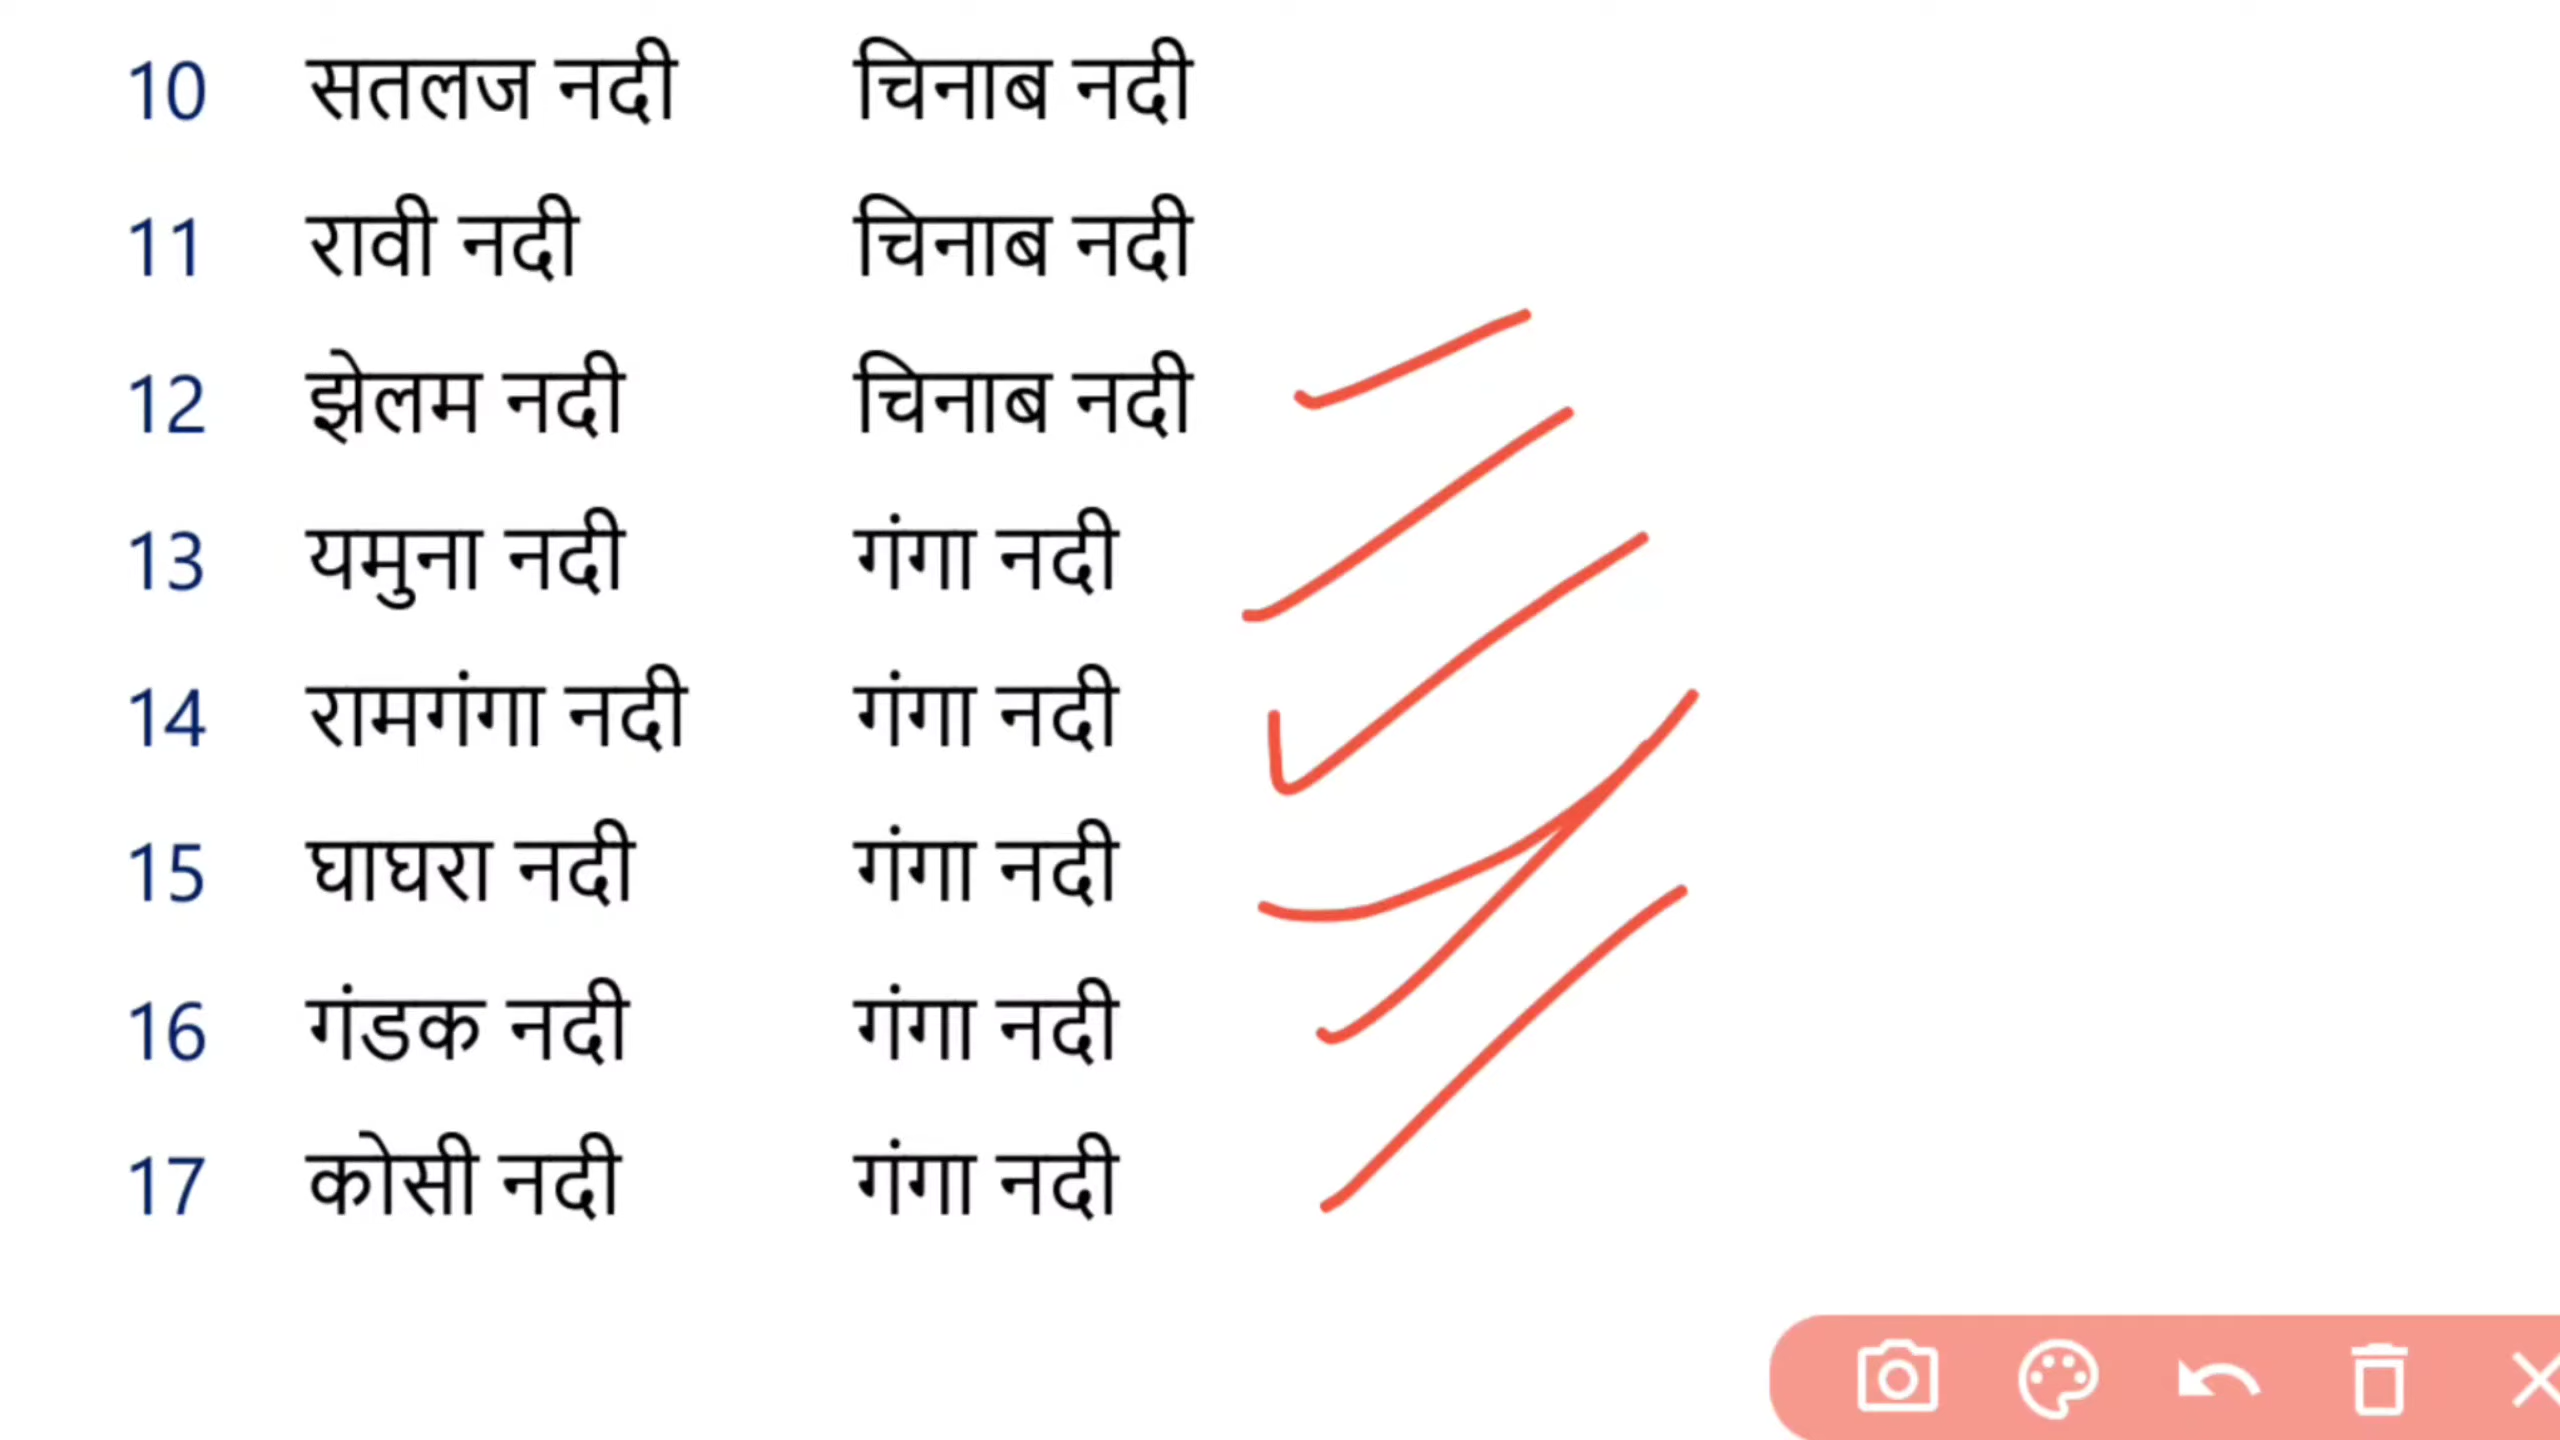 10 सतलज नदी चिनाब नदी
11 रावी नदी चिनाब नदी
12 झेलम नदी चिनाब नदी
13 यमुना नदी गंगा नदी
14 रामगंगा नदी गंगा नदी
15 घाघरा नदी गंगा नदी
16 गंडक नदी गंगा नदी
17 कोसी नदी गंगा नदी